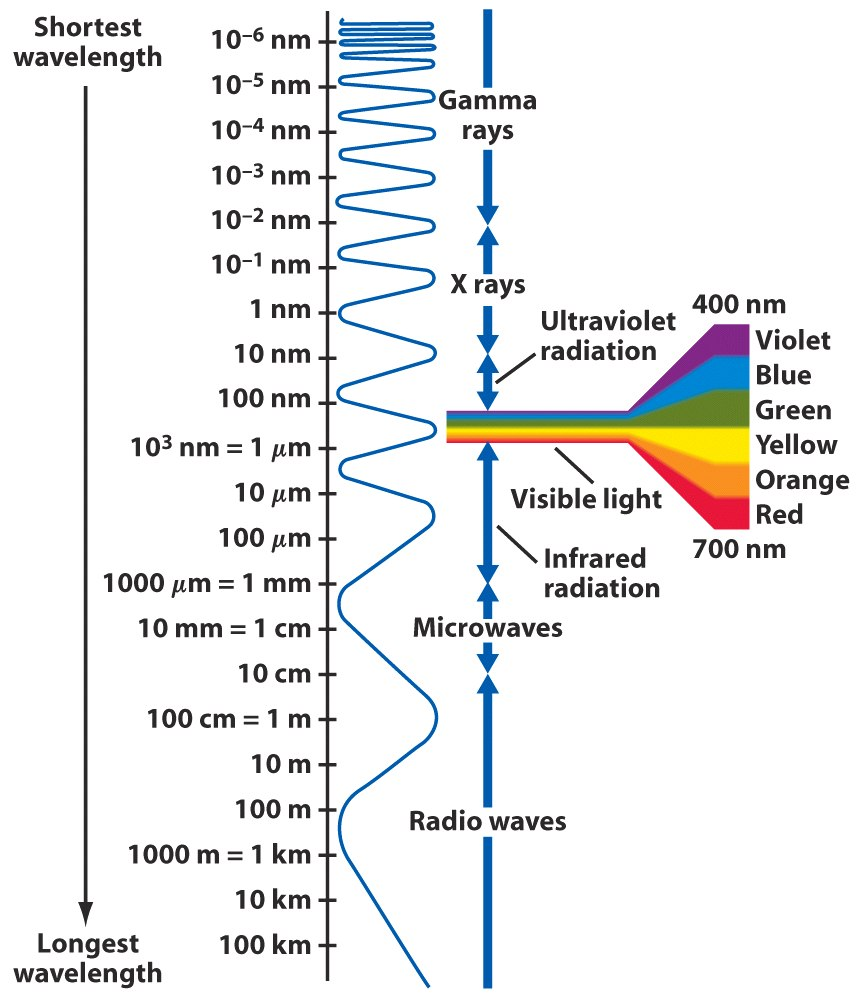 Shortest
wavelength
10⁻⁶ nm
10⁻⁵ nm
10⁻⁴ nm
10⁻³ nm
10⁻² nm
10⁻¹ nm
1 nm
10 nm
100 nm
10³ nm = 1 μm
10 μm
100 μm
1000 μm = 1 mm
10 mm = 1 cm
10 cm
100 cm = 1 m
10 m
100 m
1000 m = 1 km
10 km
100 km
Longest
wavelength
Gamma
rays
X rays
Ultraviolet
radiation
Visible light
Infrared
radiation
Microwaves
Radio waves
400 nm
Violet
Blue
Green
Yellow
Orange
Red
700 nm